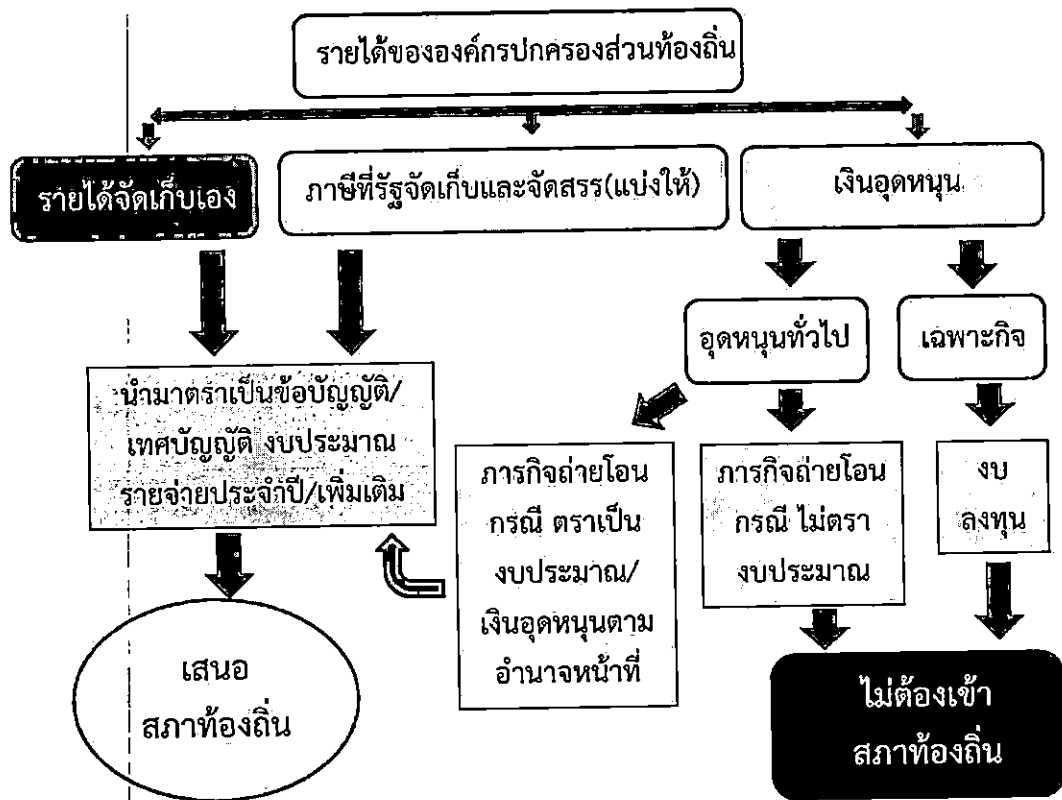 รายได้ขององค์กรปกครองส่วนท้องถิ่น
รายได้จัดเก็บเอง
ภาษีที่รัฐจัดเก็บและจัดสรร(แบ่งให้)
เงินอุดหนุน
อุดหนุนทั่วไป
เฉพาะกิจ
นำมาตราเป็นข้อบัญญัติ/
เทศบัญญัติ งบประมาณ
รายจ่ายประจำปี/เพิ่มเติม
ภารกิจถ่ายโอน
กรณี ตราเป็น
งบประมาณ/
เงินอุดหนุนตาม
อำนาจหน้าที่
ภารกิจถ่ายโอน
กรณี ไม่ตรา
งบประมาณ
งบ
ลงทุน
เสนอ
สภาท้องถิ่น
ไม่ต้องเข้า
สภาท้องถิ่น